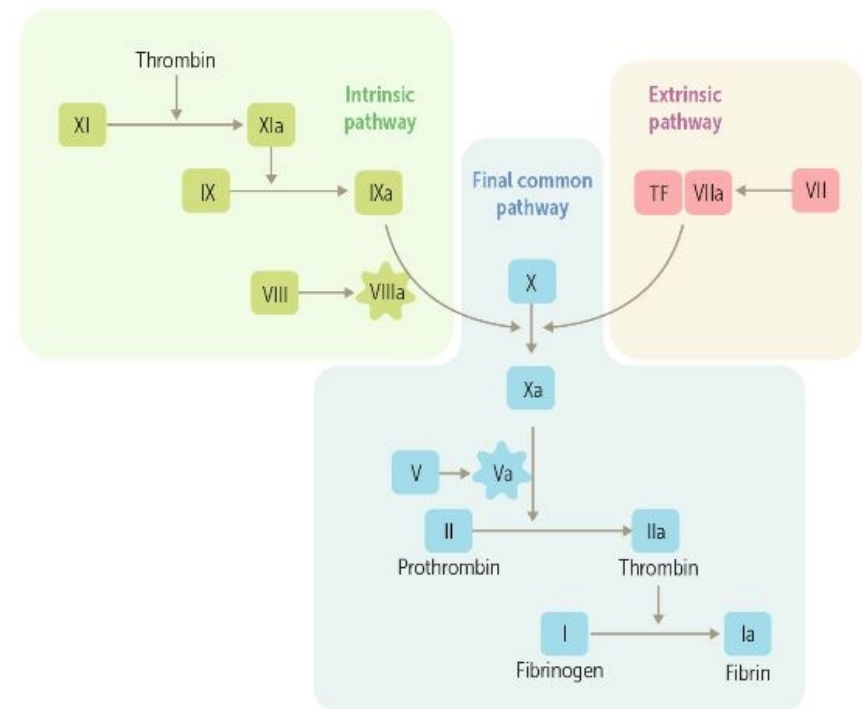 Thrombin
XI
XIa
Intrinsic
pathway
IX
IXa
VIII
VIIIa
Extrinsic
pathway
TF
VIIa
VII
Final common
pathway
X
Xa
V
Va
II
Prothrombin
IIa
Thrombin
I
Fibrinogen
Ia
Fibrin